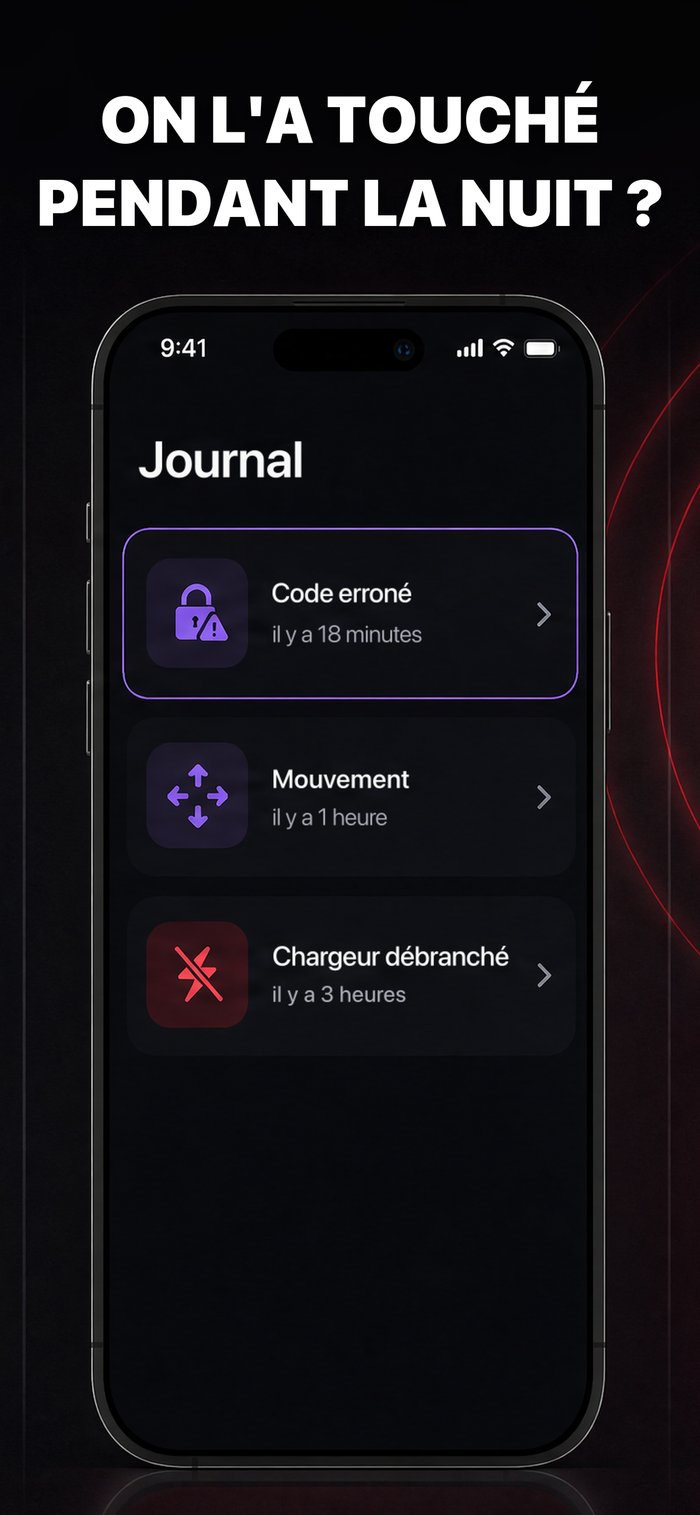 ON L'A TOUCHÉ
PENDANT LA NUIT ?
9:41
Journal
Code erroné
il y a 18 minutes
Mouvement
il y a 1 heure
Chargeur débranché
il y a 3 heures